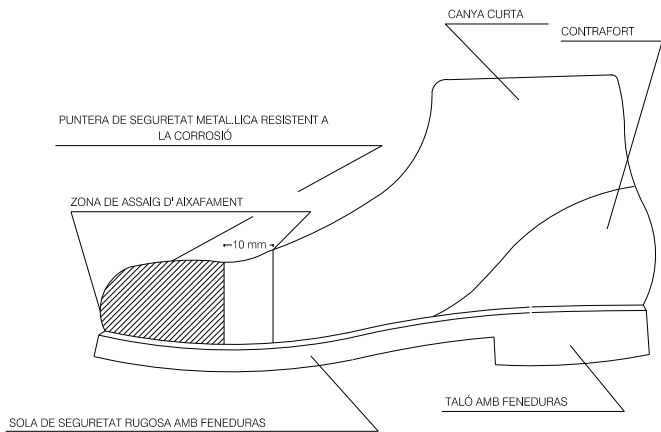 CANYA CURTA
CONTRAFORT
PUNTERA DE SEGURETAT METAL.LICA RESISTENT A
LA CORROSIÓ
ZONA DE ASSAIG D' AIXAFAMENT
10 mm
TALÓ AMB FENEDURAS
SOLA DE SEGURETAT RUGOSA AMB FENEDURAS